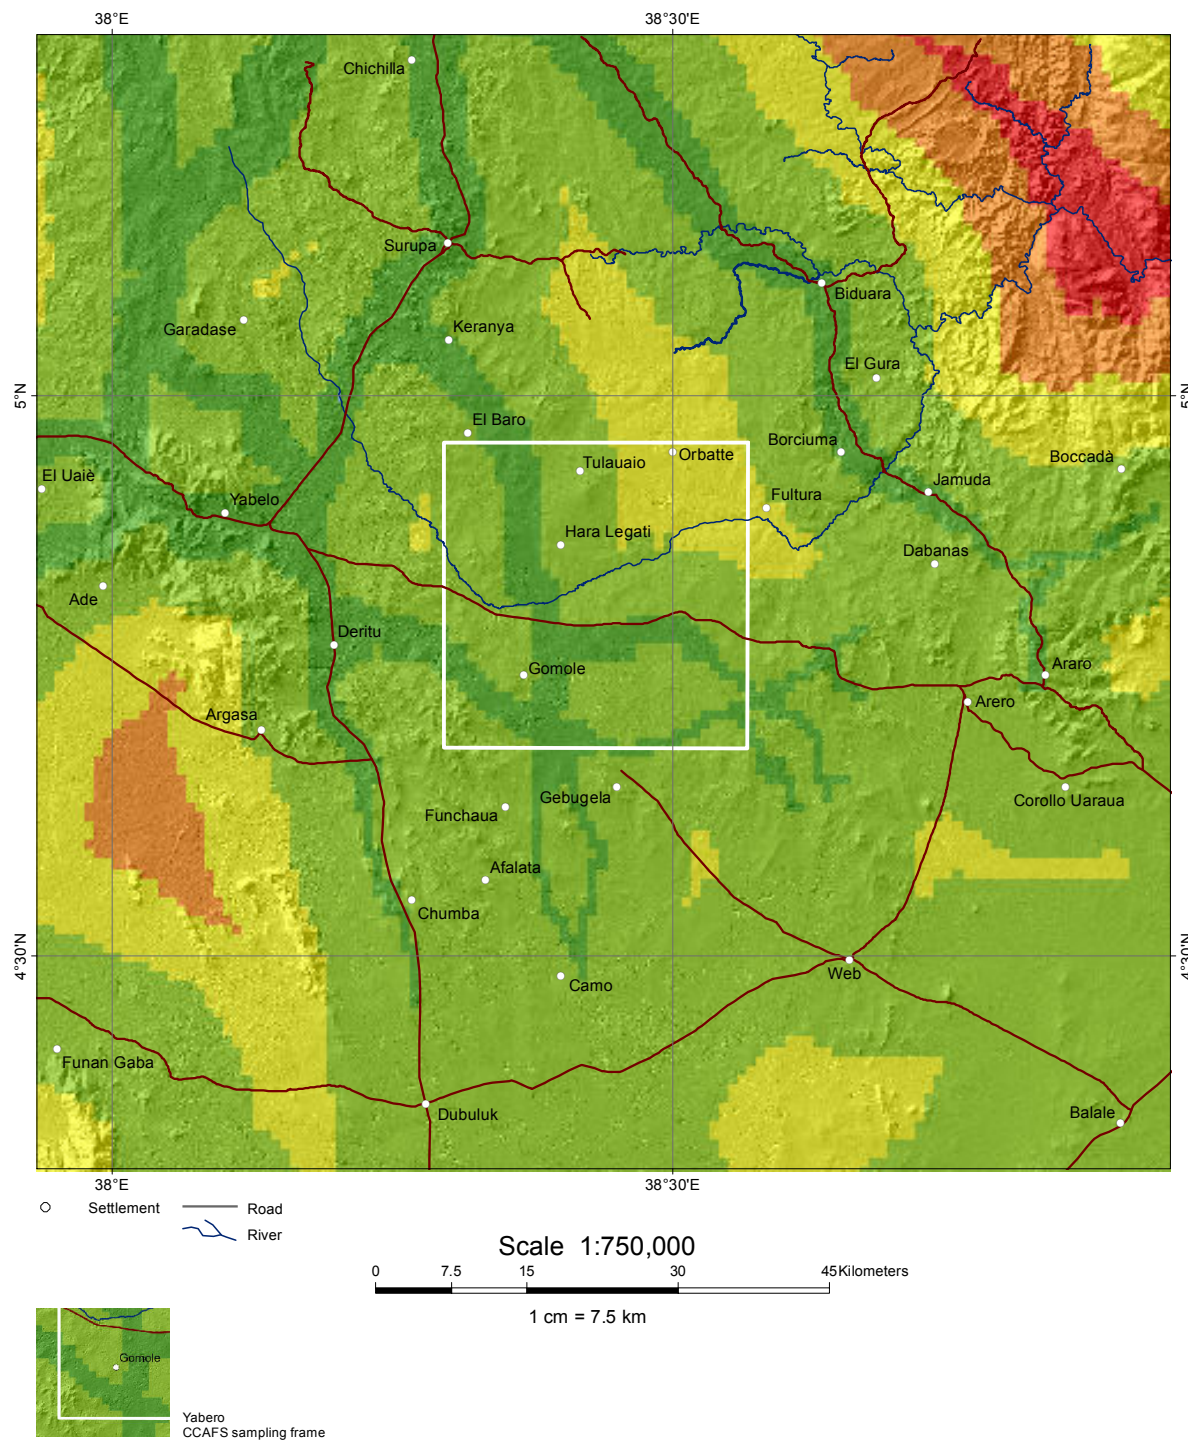 38°E
38°30'E
Chichilla
Surupa
Biduara
Garadase
Keranya
El Gura
5°N
5°N
El Baro
Borciuma
Orbatte
Boccadà
Tulauaio
El Uaiè
Jamuda
Yabelo
Fultura
Hara Legati
Dabanas
Ade
Deritu
Gomole
Araro
Argasa
Arero
Gebugela
Corollo Uaraua
Funchaua
Afalata
Chumba
4°30'N
4°30'N
Web
Camo
Funan Gaba
Dubuluk
Balale
38°E
38°30'E
Settlement
Road
River
Scale 1:750,000
0 7.5 15 30 45Kilometers
1 cm = 7.5 km
Gomole
Yabero
CCAFS sampling frame